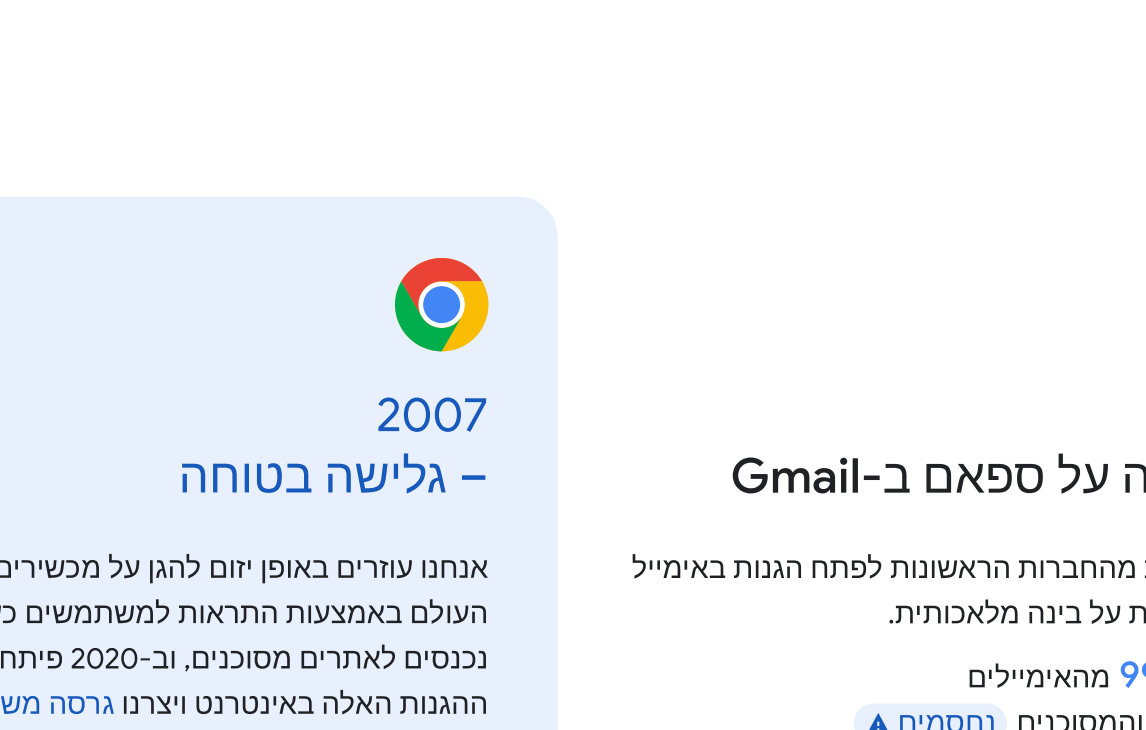 על ספאם ב-Gmail
מהחברות הראשונות לפתח הגנות באימייל
על בינה מלאכותית.
מהאימיילים
והמסוכנים נחסמים
2007
– גלישה בטוחה
אנחנו עוזרים באופן יזום להגן על מכשירים
העולם באמצעות התראות למשתמשים
נכנסים לאתרים מסוכנים, וב-2020
ההגנות האלה באינטרנט ויצרנו גרסה